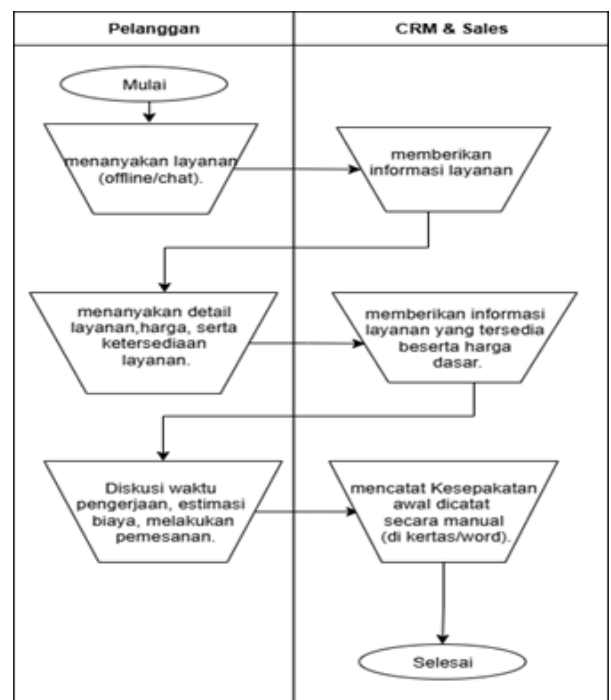 Pelanggan
CRM & Sales
Mulai
menanyakan layanan
(offline/chat).
memberikan
informasi layanan
menanyakan detail
layanan,harga, serta
ketersediaan
layanan.
memberikan informasi
layanan yang tersedia
beserta harga
dasar.
Diskusi waktu
pengerjaan, estimasi
biaya, melakukan
pemesanan.
mencatat Kesepakatan
awal dicatat
secara manual
(di kertas/word).
Selesai